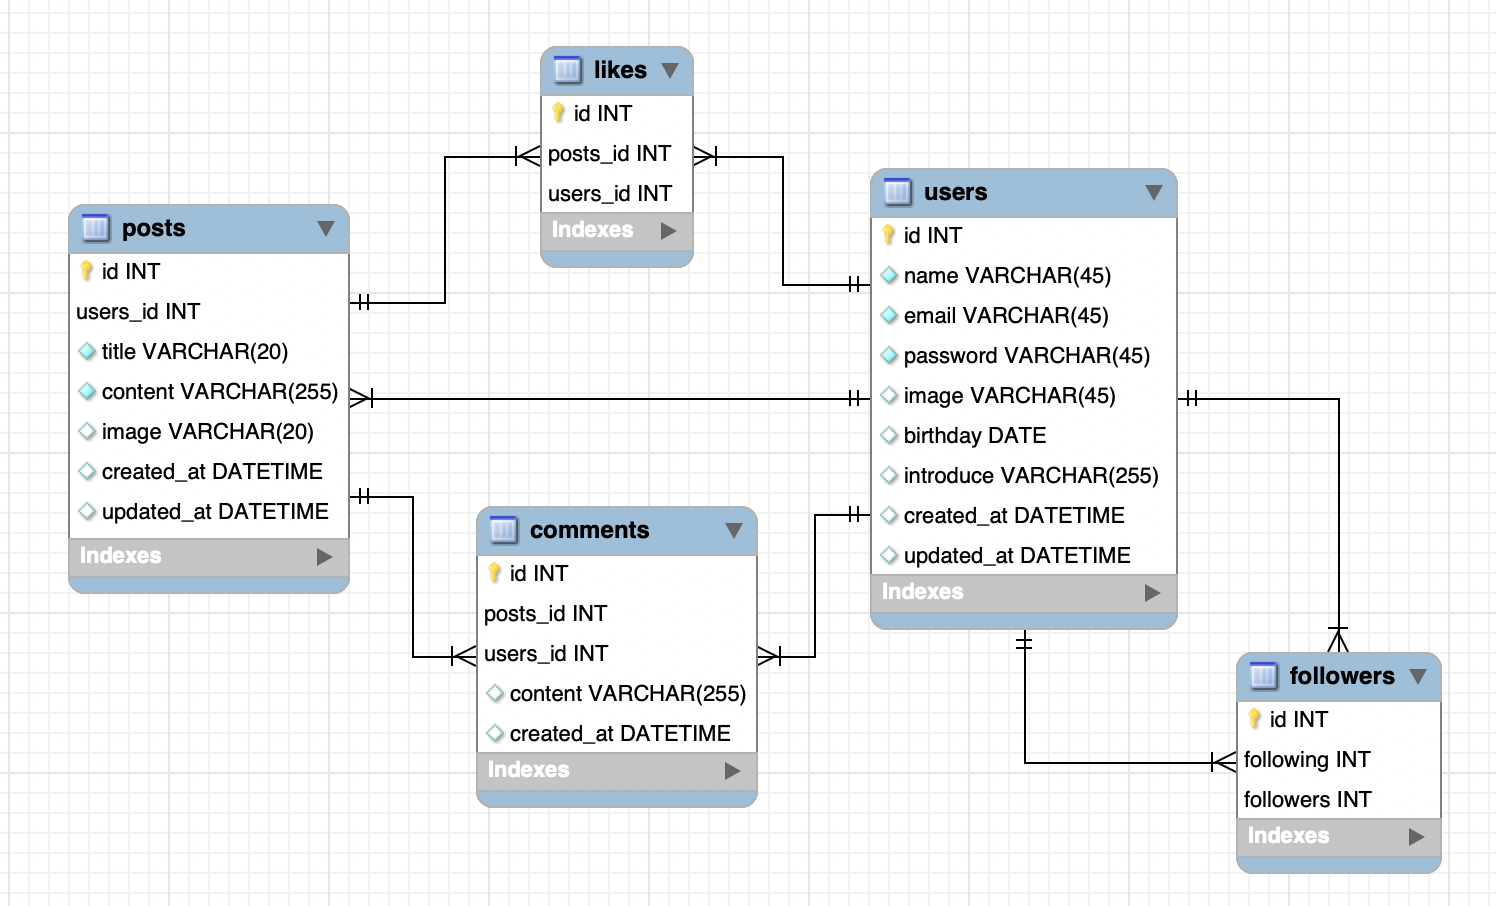 likes
id INT
posts_id INT
users_id INT
Indexes
posts
id INT
users_id INT
title VARCHAR(20)
content VARCHAR(255)
image VARCHAR(20)
created_at DATETIME
updated_at DATETIME
Indexes
users
id INT
name VARCHAR(45)
email VARCHAR(45)
password VARCHAR(45)
image VARCHAR(45)
birthday DATE
introduce VARCHAR(255)
created_at DATETIME
updated_at DATETIME
Indexes
comments
id INT
posts_id INT
users_id INT
content VARCHAR(255)
created_at DATETIME
Indexes
followers
id INT
following INT
followers INT
Indexes